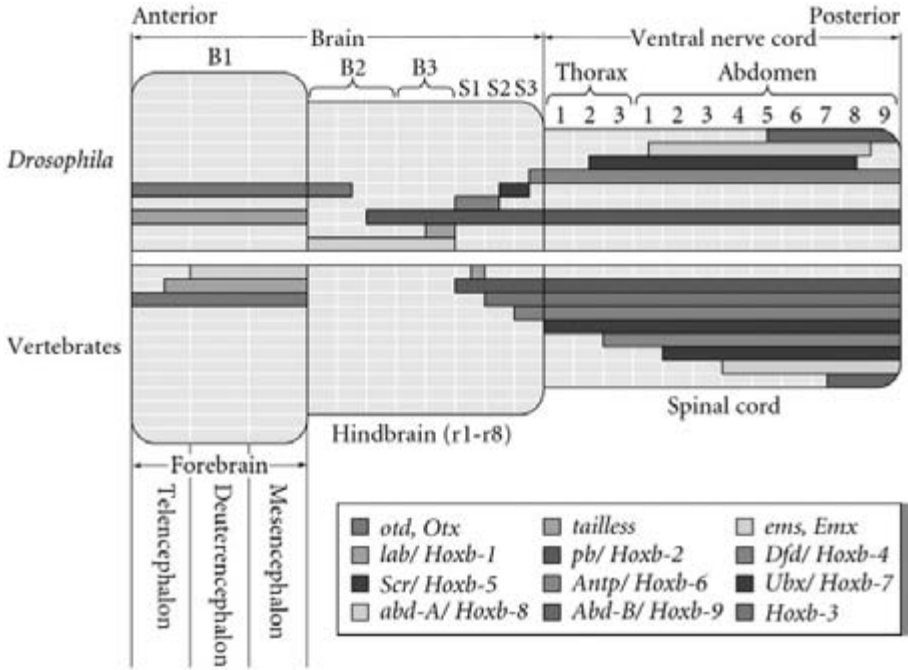 Anterior Posterior
Brain Ventral nerve cord
B1 B2 B3 S1 S2 S3 Thorax Abdomen
1 2 3 1 2 3 4 5 6 7 8 9
Drosophila
Vertebrates
Spinal cord
Hindbrain (r1-r8)
Forebrain
Telencephalon
Deuterencephalon
Mesencephalon
otd, Otx tailless ems, Emx
lab/ Hoxb-1 pb/ Hoxb-2 Dfd/ Hoxb-4
Scr/ Hoxb-5 Antp/ Hoxb-6 Ubx/ Hoxb-7
abd-A/ Hoxb-8 Abd-B/ Hoxb-9 Hoxb-3